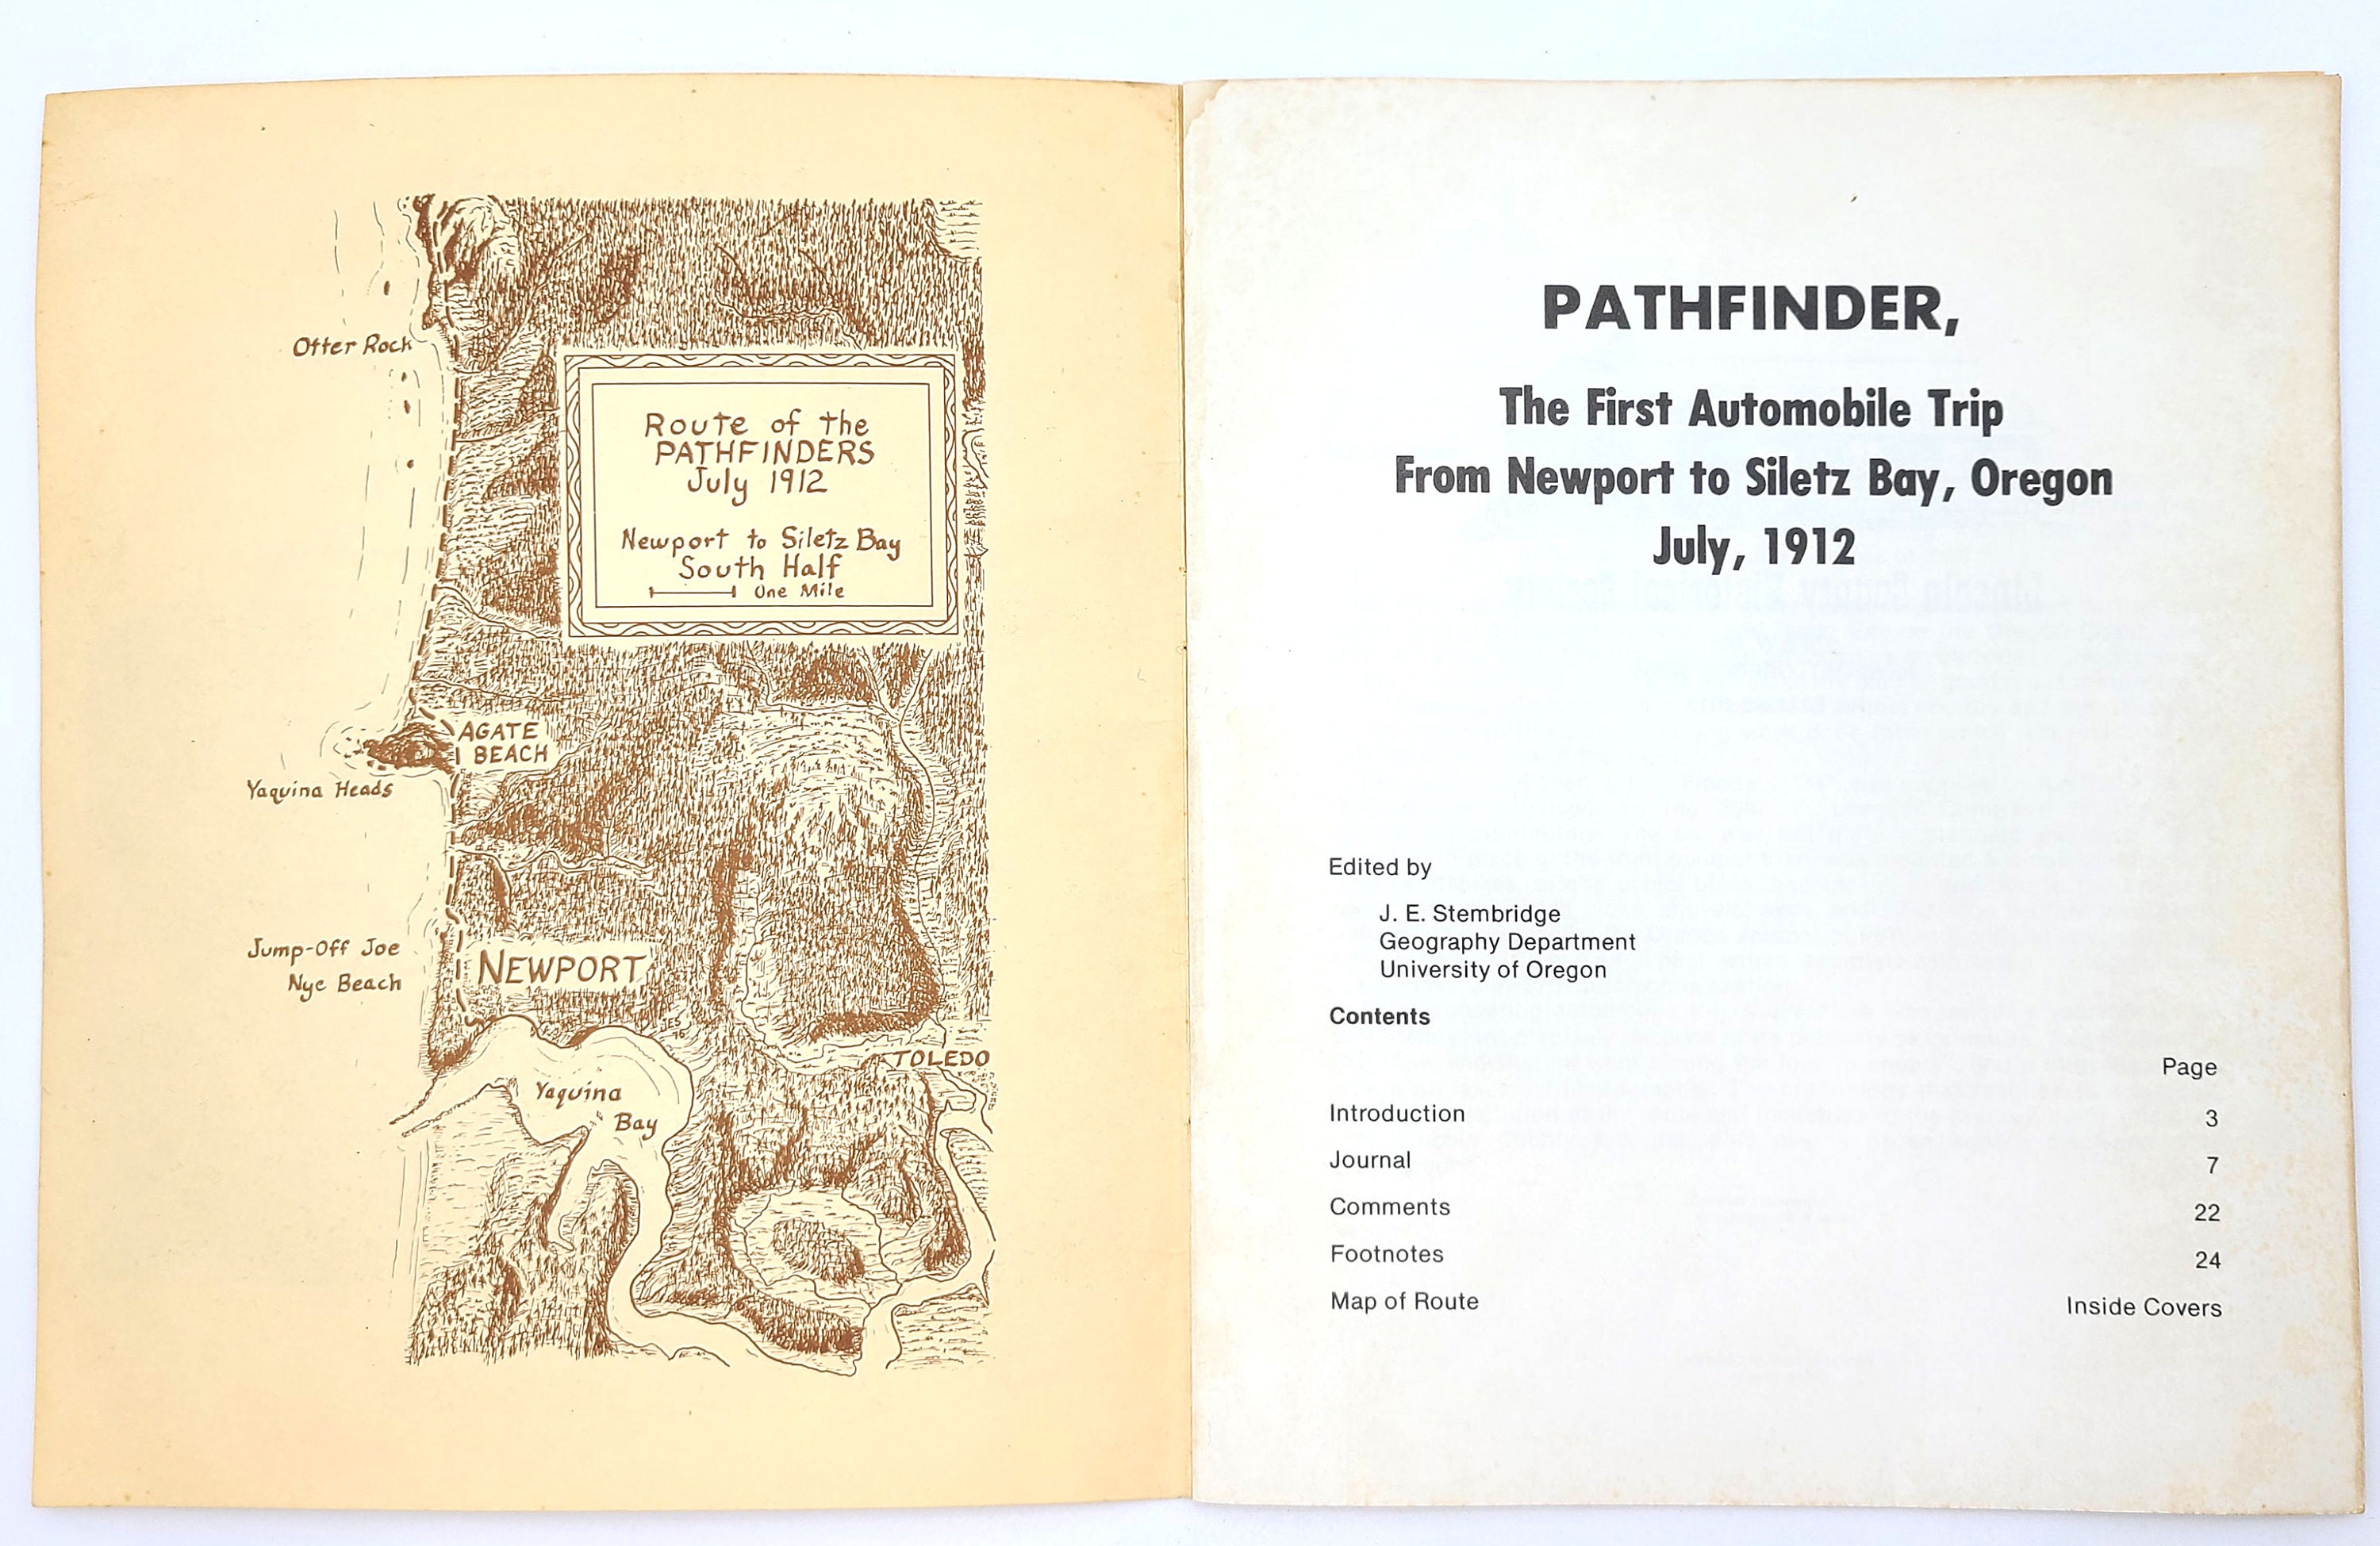 Otter Rock
Route of the
PATHFINDERS
July 1912
Newport to Siletz Bay
South Half
One Mile
AGATE
BEACH
Yaquina Heads
Jump-Off Joe
Nye Beach
NEWPORT
JES
76
TOLEDO
Yaquina
Bay
PATHFINDER,
The First Automobile Trip
From Newport to Siletz Bay, Oregon
July, 1912
Edited by
J. E. Stembridge
Geography Department
University of Oregon
Contents
Page
Introduction 3
Journal 7
Comments 22
Footnotes 24
Map of Route Inside Covers